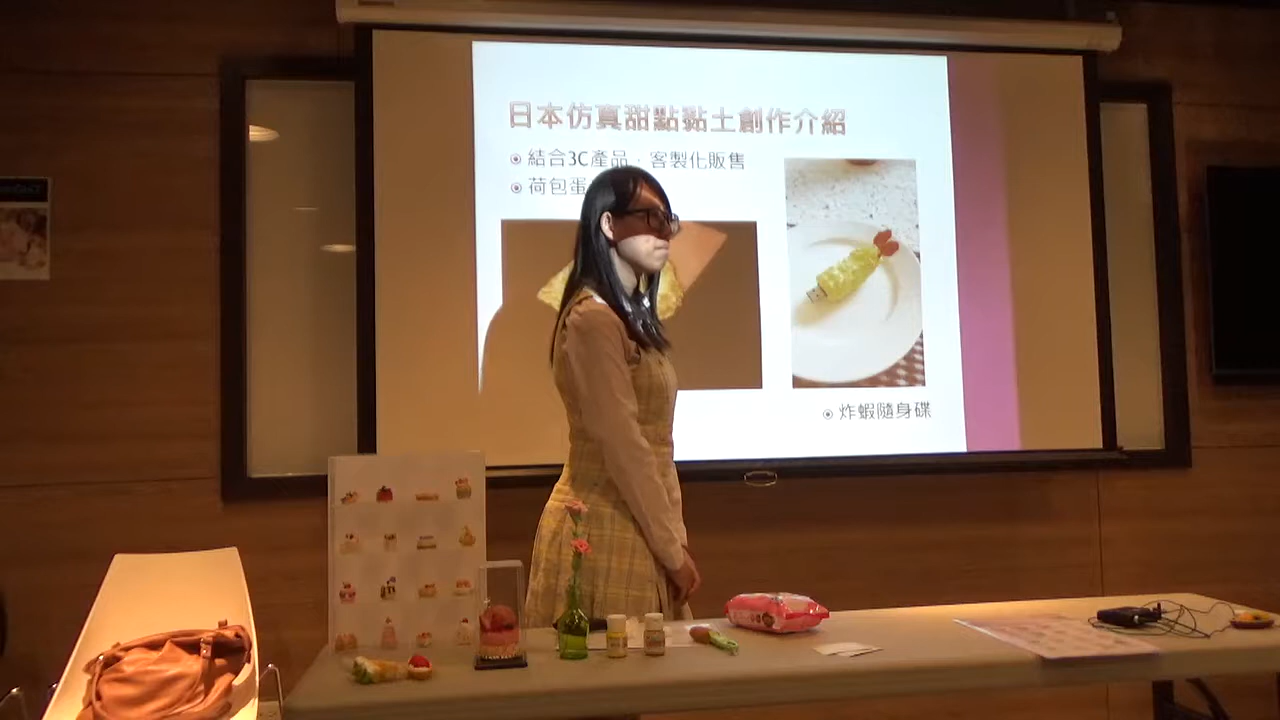 日本仿真甜點黏土創作介紹
結合3C產品，客製化販售
荷包蛋
炸蝦隨身碟